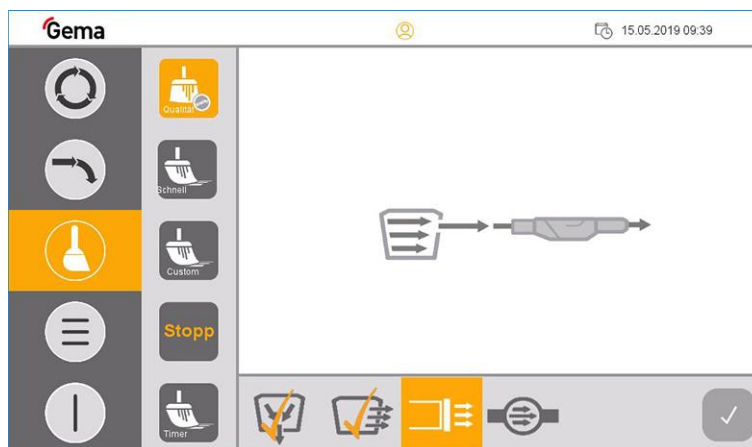 Gema
15.05.2019 09:39
Qualität
Schnell
Custom
Stopp
Timer